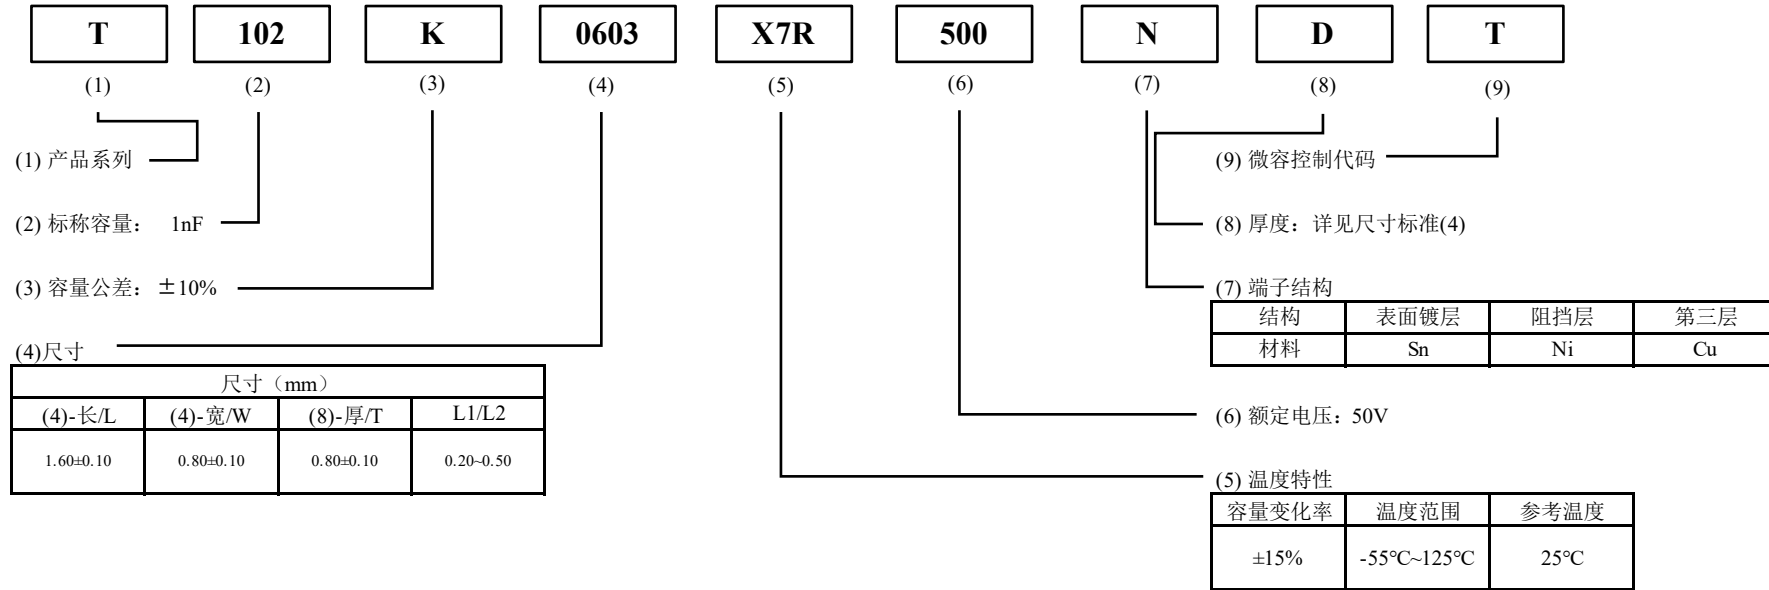 T 102 K 0603 X7R 500 N D T
(1) (2) (3) (4) (5) (6) (7) (8) (9)
(1) 产品系列
(2) 标称容量： 1nF
(3) 容量公差：±10%
(4)尺寸
尺寸（mm）
(4)-长/L (4)-宽/W (8)-厚/T L1/L2
1.60±0.10 0.80±0.10 0.80±0.10 0.20~0.50
(9) 微容控制代码
(8) 厚度：详见尺寸标准(4)
(7) 端子结构
结构 表面镀层 阻挡层 第三层
材料 Sn Ni Cu
(6) 额定电压：50V
(5) 温度特性
容量变化率 温度范围 参考温度
±15% -55℃~125℃ 25℃